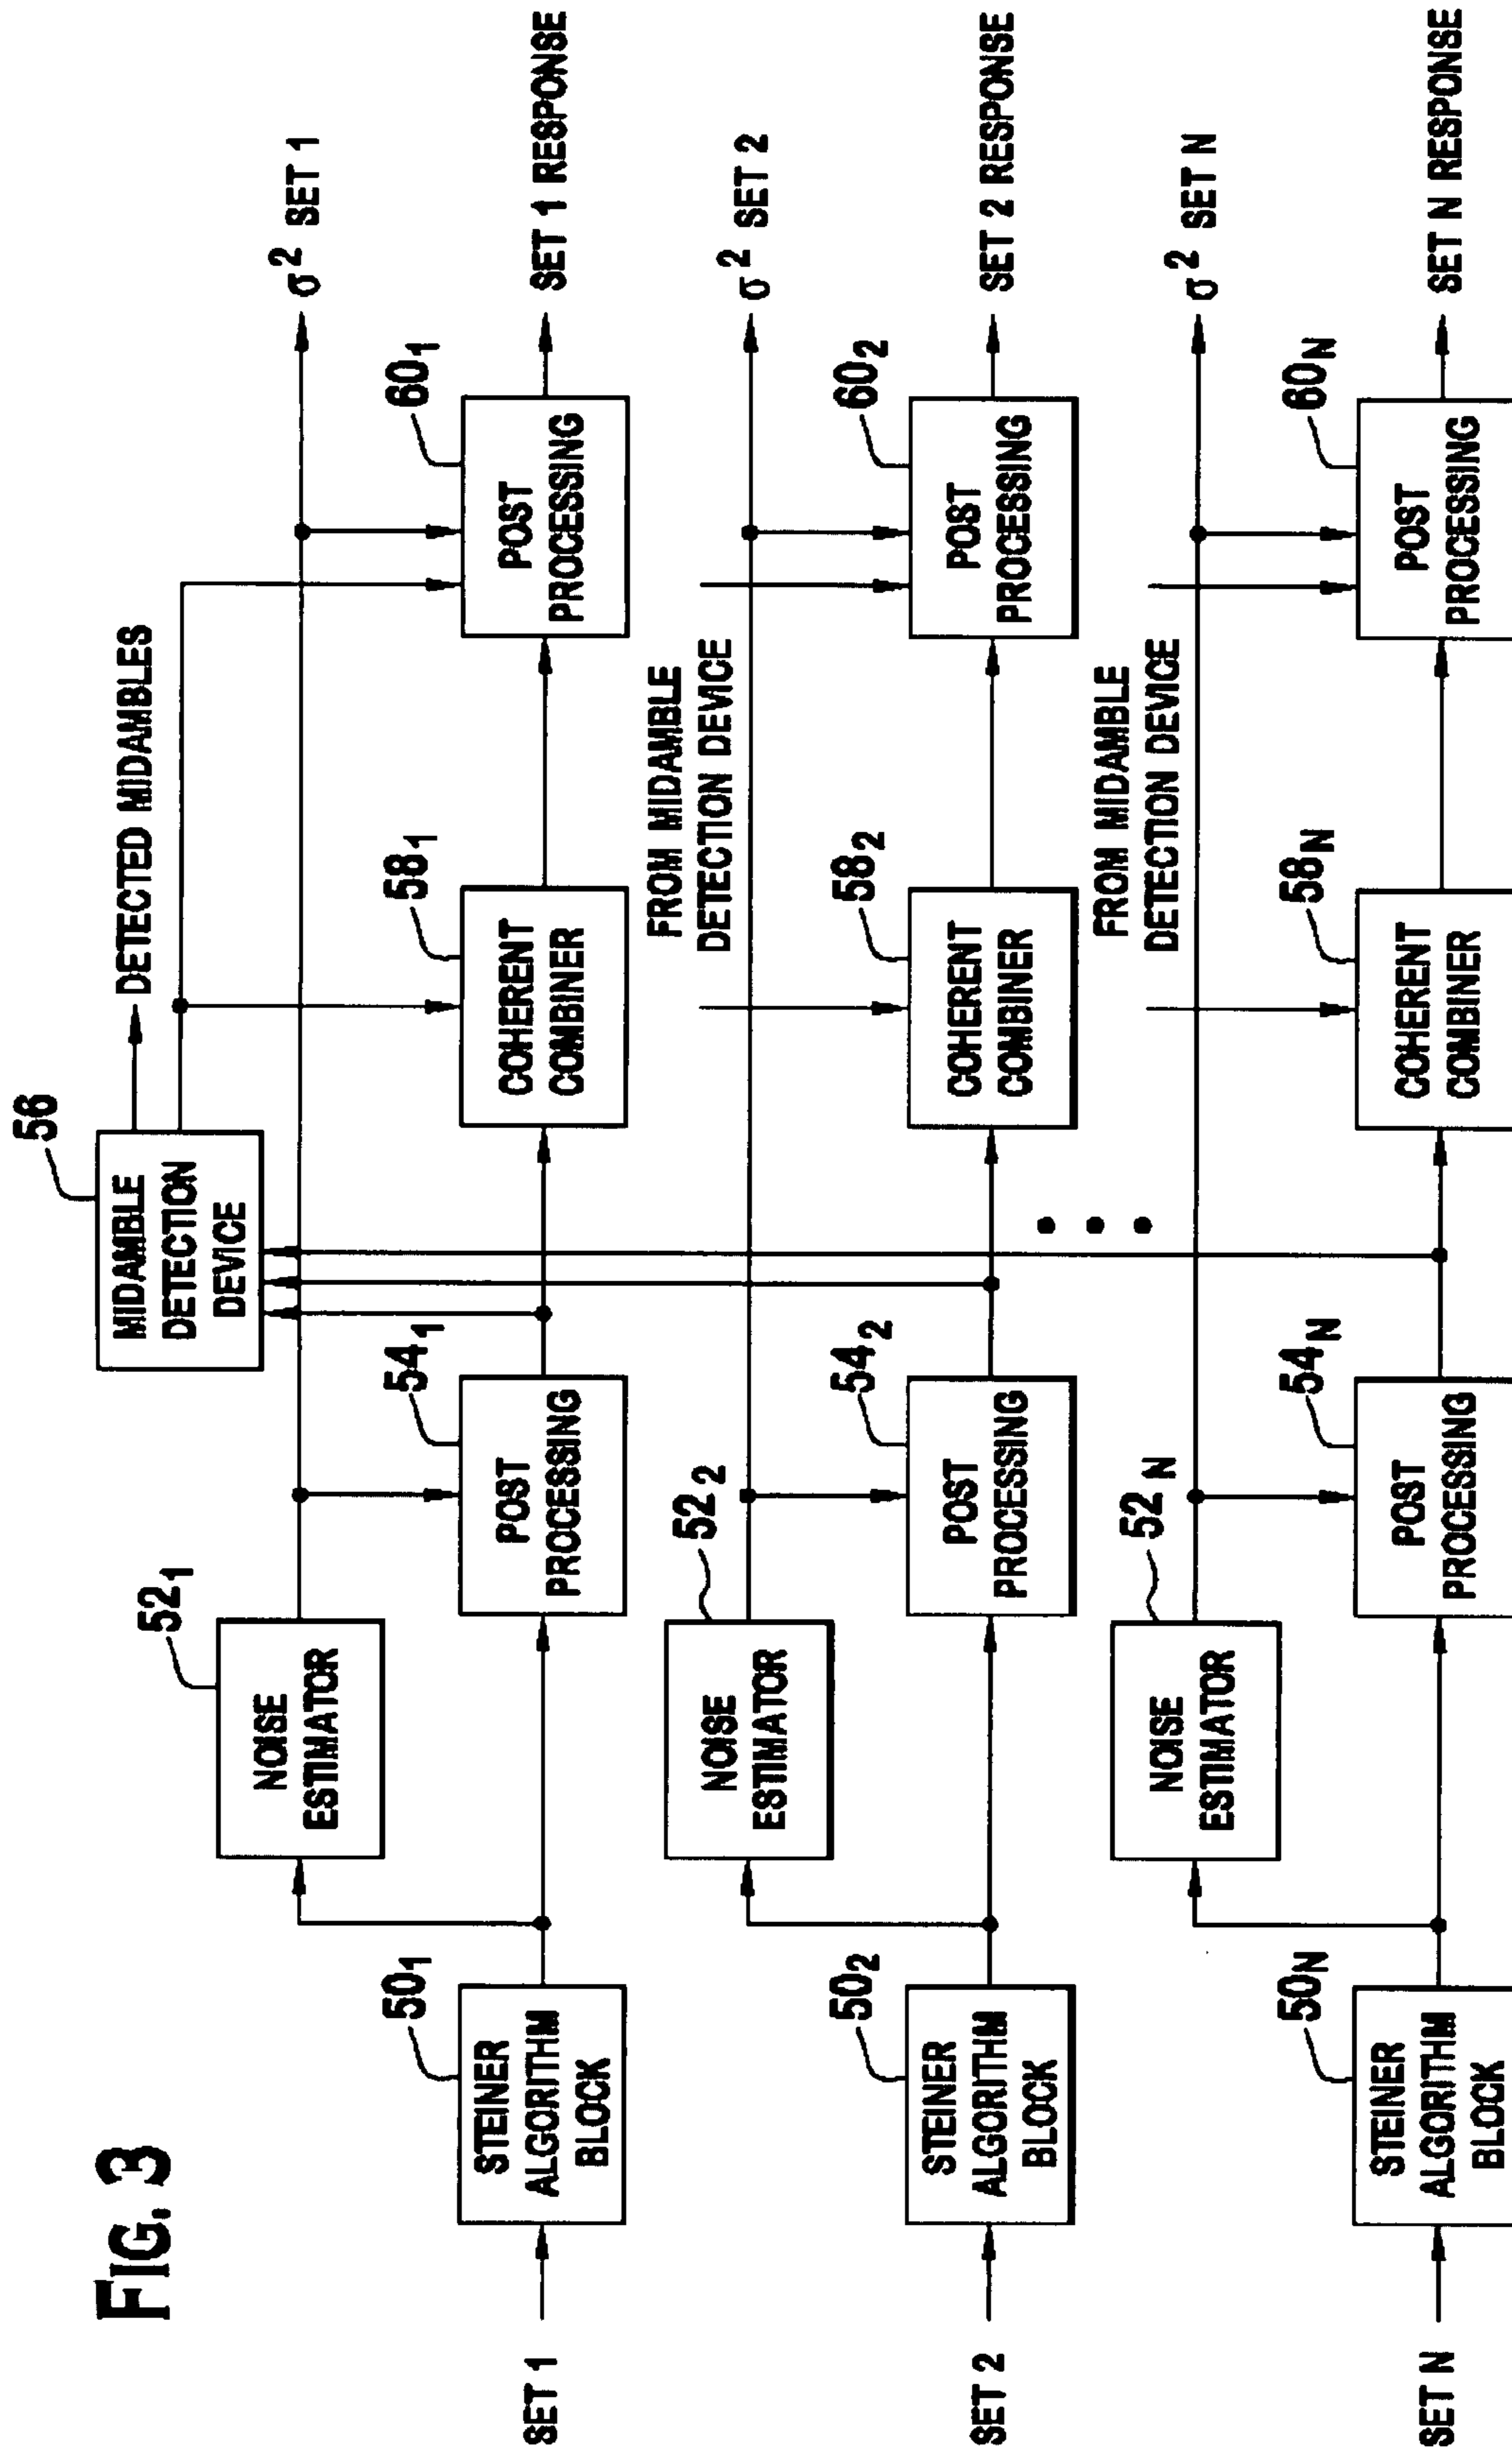 FIG. 3
56
MIDAMBLE
DETECTION
DEVICE
DETECTED MIDAMBLES
52₁
NOISE
ESTIMATOR
σ² SET 1
SET 1
50₁
STEINER
ALGORITHM
BLOCK
54₁
POST
PROCESSING
58₁
COHERENT
COMBINER
60₁
POST
PROCESSING
SET 1 RESPONSE
52₂
NOISE
ESTIMATOR
FROM MIDAMBLE
DETECTION DEVICE
σ² SET 2
SET 2
50₂
STEINER
ALGORITHM
BLOCK
54₂
POST
PROCESSING
58₂
COHERENT
COMBINER
60₂
POST
PROCESSING
SET 2 RESPONSE
52 N
NOISE
ESTIMATOR
FROM MIDAMBLE
DETECTION DEVICE
σ² SET N
SET N
50N
STEINER
ALGORITHM
BLOCK
54N
POST
PROCESSING
58N
COHERENT
COMBINER
60N
POST
PROCESSING
SET N RESPONSE